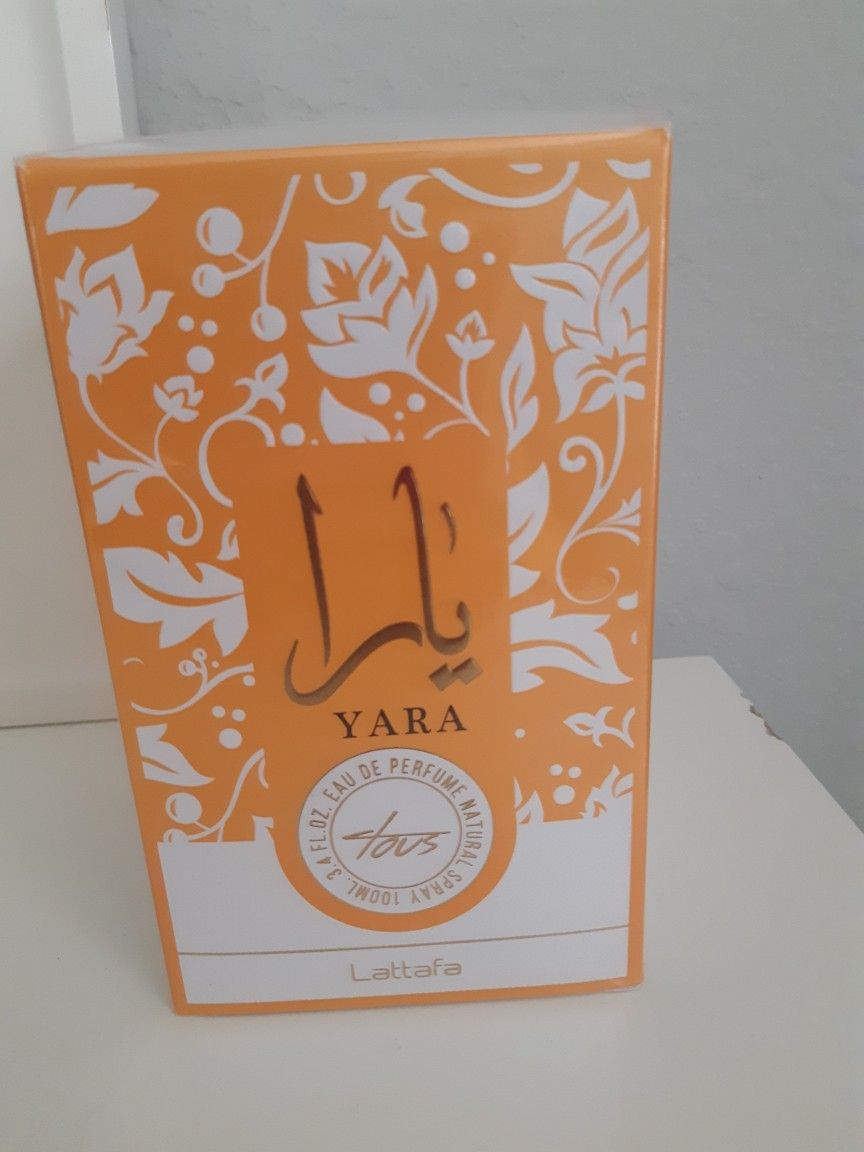 يارا
YARA
3.4 FL.OZ. EAU DE PERFUME NATURAL SPRAY 100ML.
tous
Lattafa